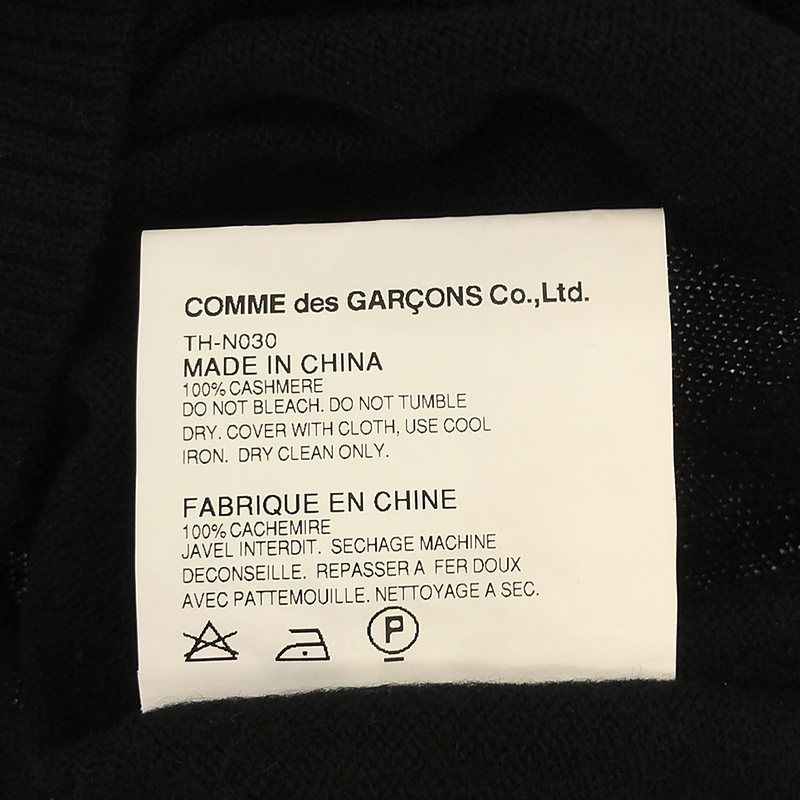 COMME des GARÇONS Co.,Ltd.
TH-N030
MADE IN CHINA
100% CASHMERE
DO NOT BLEACH. DO NOT TUMBLE
DRY. COVER WITH CLOTH, USE COOL
IRON. DRY CLEAN ONLY.
FABRIQUE EN CHINE
100% CACHEMIRE
JAVEL INTERDIT. SECHAGE MACHINE
DECONSEILLE. REPASSER A FER DOUX
AVEC PATTEMOUILLE. NETTOYAGE A SEC.
P